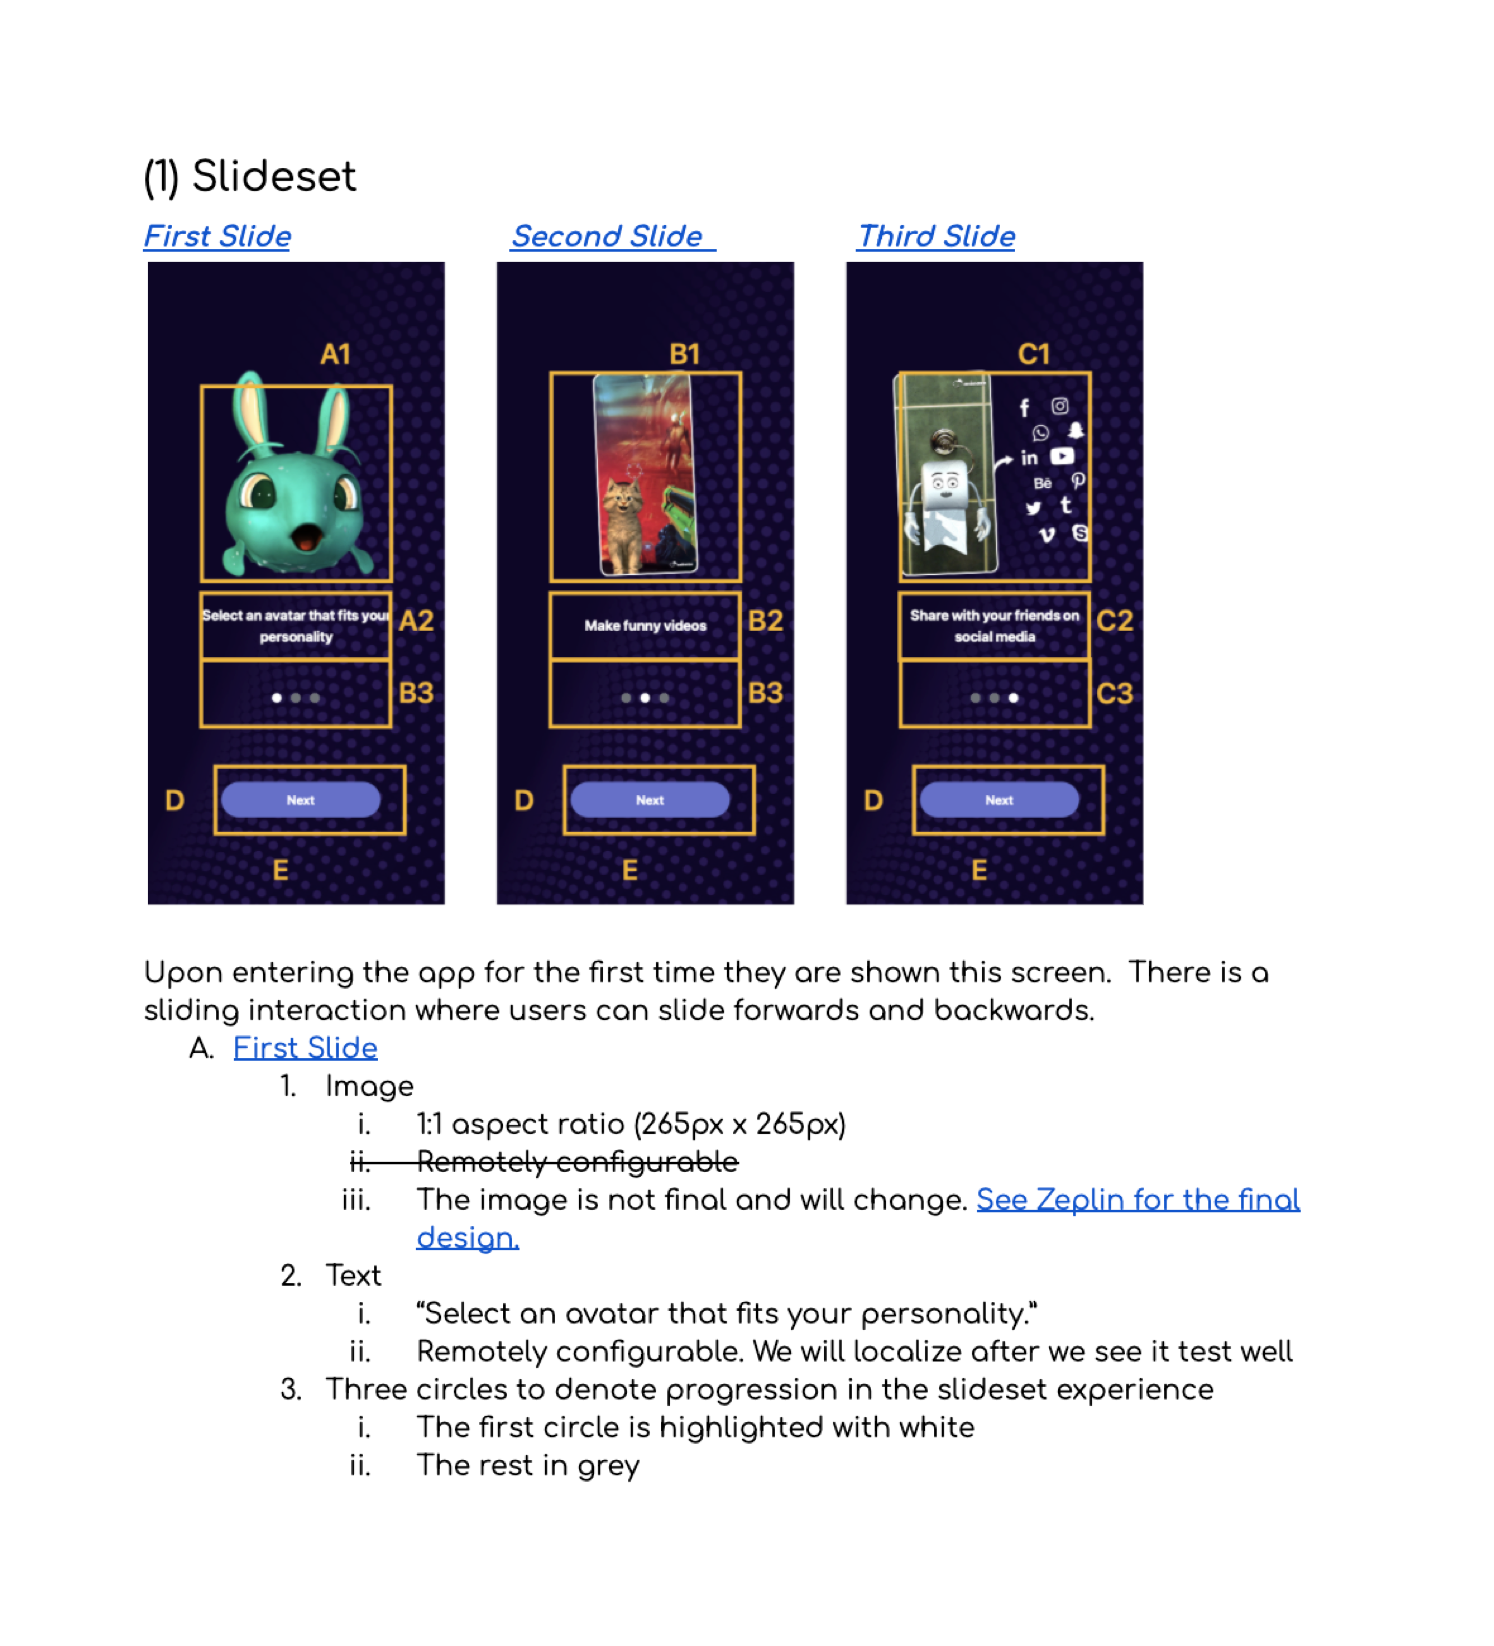 (1) Slideset
First Slide
Second Slide
Third Slide
A1
Select an avatar that fits your
personality
A2
B3
Next
D
E
B1
Make funny videos
B2
B3
Next
D
E
C1
f
in
Bē
t
v
S
Share with your friends on
social media
C2
C3
Next
D
E
Upon entering the app for the first time they are shown this screen. There is a
sliding interaction where users can slide forwards and backwards.
A. First Slide
1. Image
i. 1:1 aspect ratio (265px x 265px)
ii. Remotely configurable
iii. The image is not final and will change. See Zeplin for the final
design.
2. Text
i. “Select an avatar that fits your personality.”
ii. Remotely configurable. We will localize after we see it test well
3. Three circles to denote progression in the slideset experience
i. The first circle is highlighted with white
ii. The rest in grey